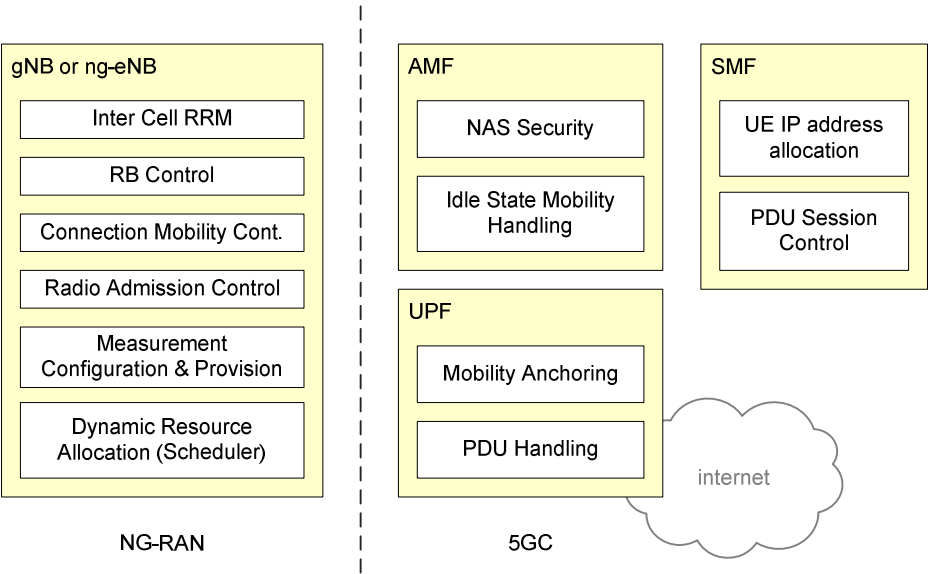 gNB or ng-eNB
Inter Cell RRM
RB Control
Connection Mobility Cont.
Radio Admission Control
Measurement
Configuration & Provision
Dynamic Resource
Allocation (Scheduler)
NG-RAN
AMF
NAS Security
Idle State Mobility
Handling
SMF
UE IP address
allocation
PDU Session
Control
UPF
Mobility Anchoring
PDU Handling
internet
5GC